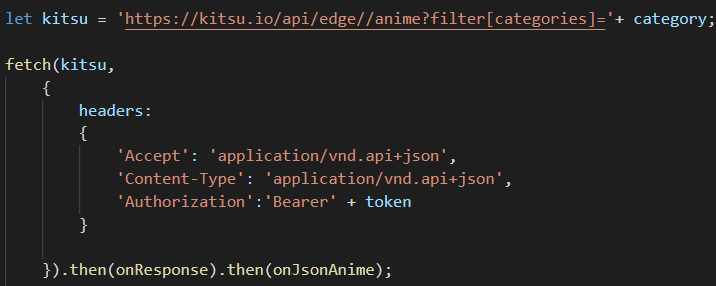 let kitsu = 'https://kitsu.io/api/edge//anime?filter[categories]='+ category;
fetch(kitsu,
{
headers:
{
'Accept': 'application/vnd.api+json',
'Content-Type': 'application/vnd.api+json',
'Authorization':'Bearer' + token
}
}).then(onResponse).then(onJsonAnime);